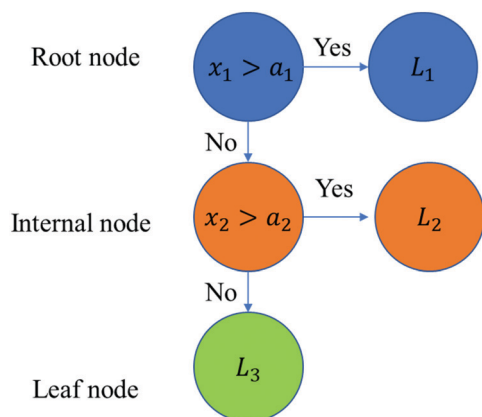 Root node
x₁ > a₁
Yes
L₁
No
Internal node
x₂ > a₂
Yes
L₂
No
L₃
Leaf node